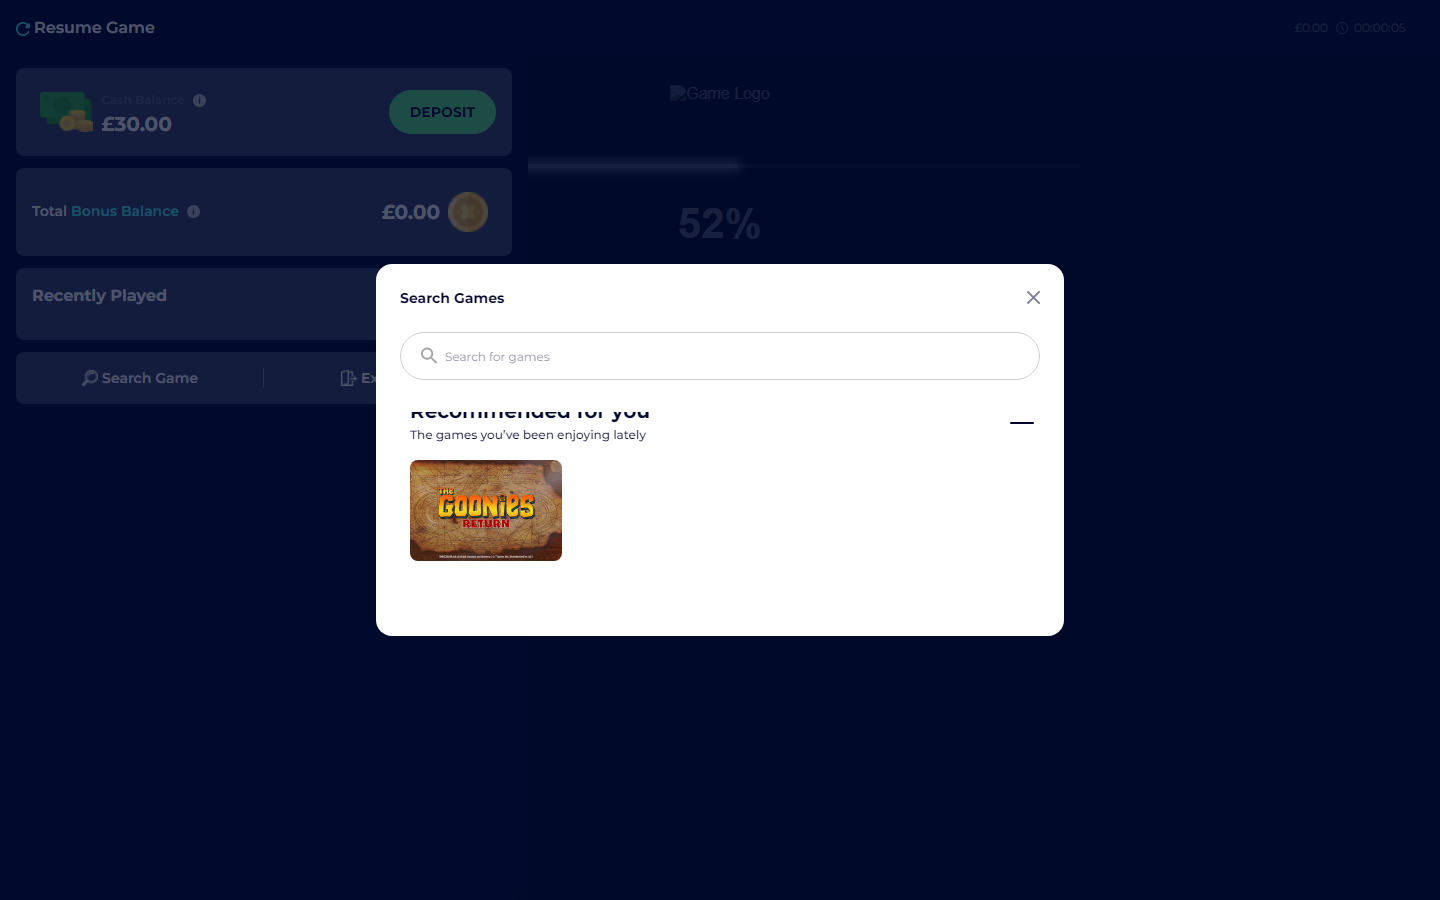 Resume Game
£0.00 00:00:05
Cash Balance
£30.00
DEPOSIT
Game Logo
Total Bonus Balance
£0.00
52%
Recently Played
Search Games
Search for games
Search Game
Recommended for you
The games you've been enjoying lately
THE
GOONIES
RETURN